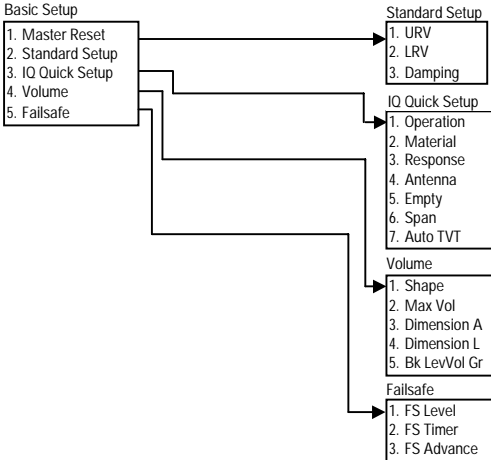 Basic Setup
1. Master Reset
2. Standard Setup
3. IQ Quick Setup
4. Volume
5. Failsafe
Standard Setup
1. URV
2. LRV
3. Damping
IQ Quick Setup
1. Operation
2. Material
3. Response
4. Antenna
5. Empty
6. Span
7. Auto TVT
Volume
1. Shape
2. Max Vol
3. Dimension A
4. Dimension L
5. Bk LevVol Gr
Failsafe
1. FS Level
2. FS Timer
3. FS Advance